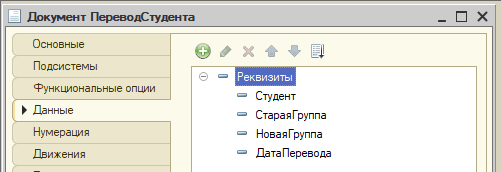 Документ ПереводСтудента
Основные
Подсистемы
Функциональные опции
Данные
Нумерация
Движения
Реквизиты
Студент
СтараяГруппа
НоваяГруппа
ДатаПеревода